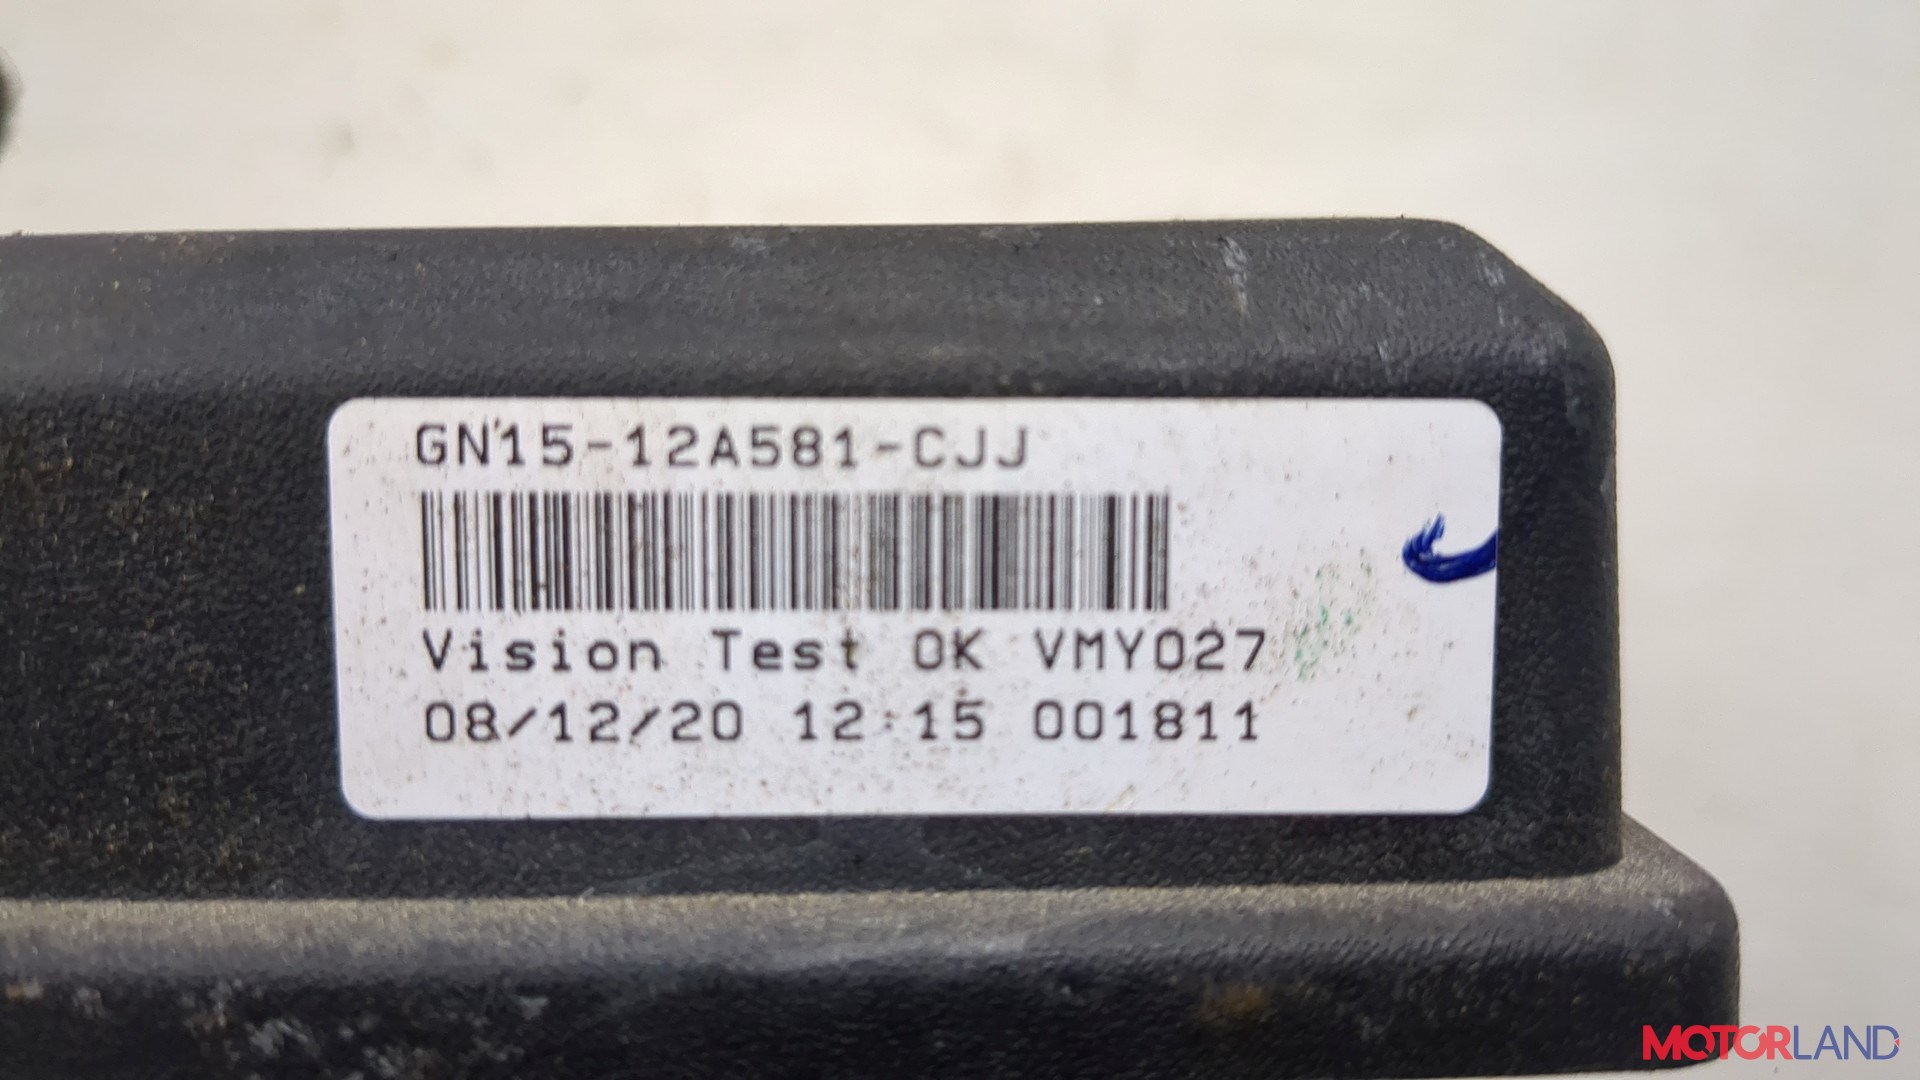 GN15-12A581-CJJ
Vision Test OK VMY027
08/12/20 12:15 001811
MOTORLAND